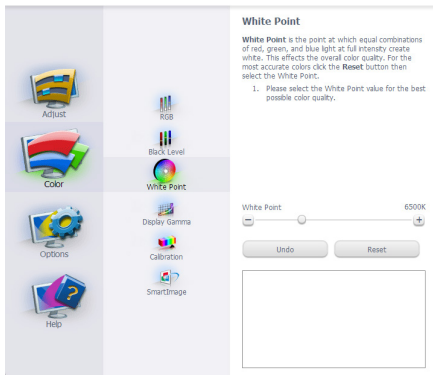 Adjust
Color
Options
Help
RGB
Black Level
White Point
Display Gamma
Calibration
SmartImage
White Point
White Point is the point at which equal combinations
of red, green, and blue light at full intensity create
white. This effects the overall color quality. For the
most accurate colors click the Reset button then
select the White Point.
1. Please select the White Point value for the best
possible color quality.
White Point 6500K
Undo Reset